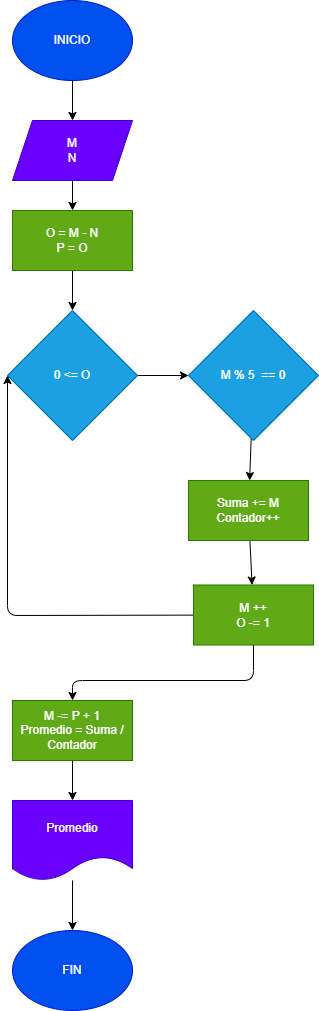 INICIO
M
N
O = M - N
P = O
0 <= O
M % 5  == 0
Suma += M
Contador++
M ++
O -= 1
M -= P + 1
Promedio = Suma /
Contador
Promedio
FIN